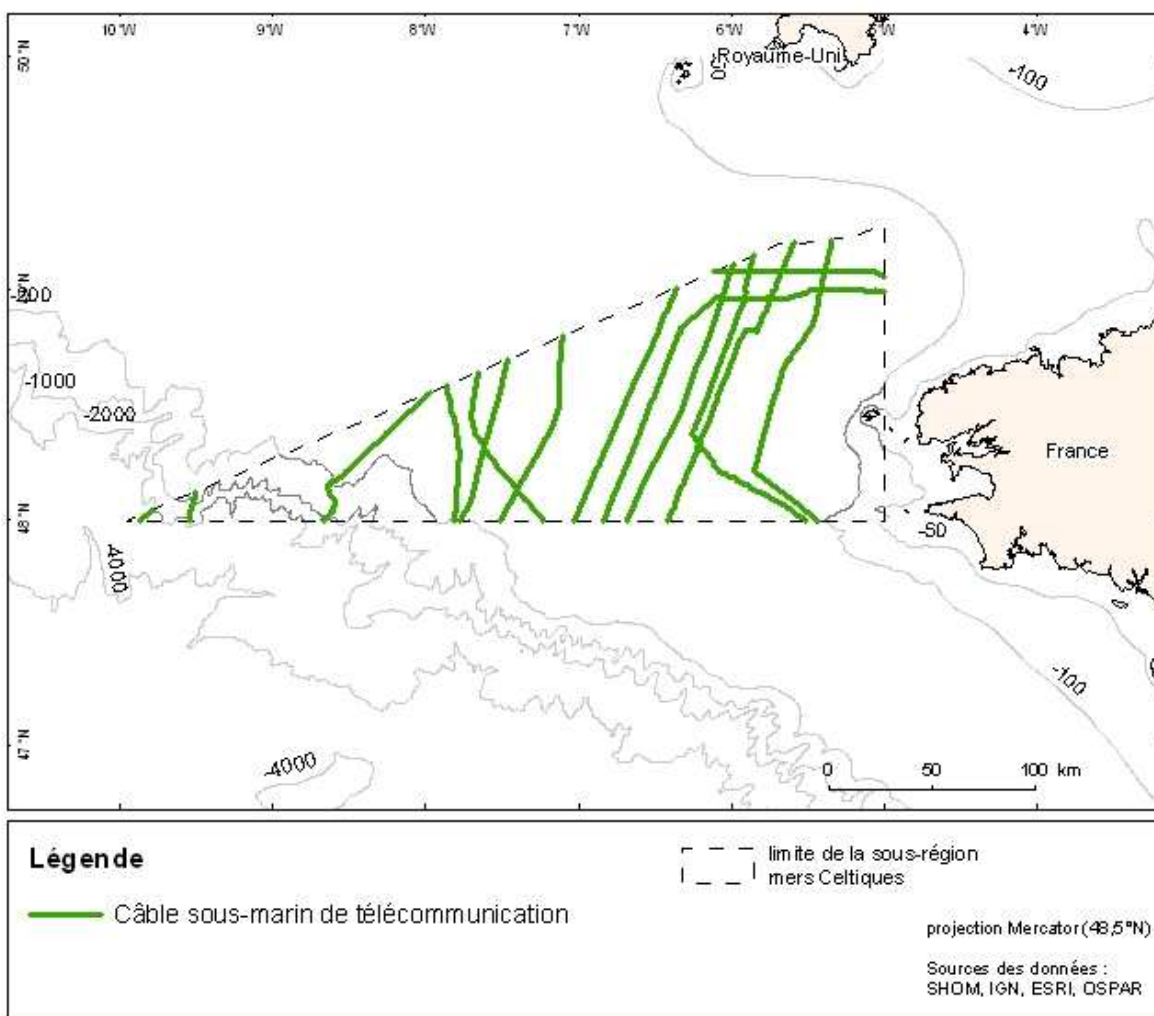 10°W 9°W 8°W 7°W 6°W 5°W 4°W
50°N
-50
Royaume-Uni
-100
49°N
-200
-1000
-2000
France
48°N
-4000
-50
-100
47°N
-4000
0 50 100 km
Légende
Câble sous-marin de télécommunication
limite de la sous-région
mers Celtiques
projection Mercator (48,5°N)
Sources des données :
SHOM, IGN, ESRI, OSPAR